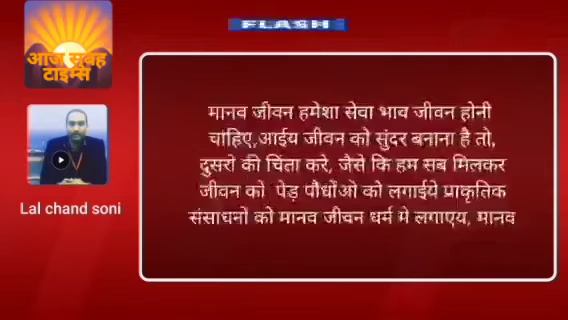 FLASH
आज सुबह
टाइम्स
मानव जीवन हमेशा सेवा भाव जीवन होनी
चांहिए,आईय जीवन को सुंदर बनाना है तो,
दुसरो की चिंता करे, जैसे कि हम सब मिलकर
जीवन को पेड़ पौधोंओ को लगाईये प्राकृतिक
संसाधनों को मानव जीवन धर्म मे लगाएय, मानव
Lal chand soni